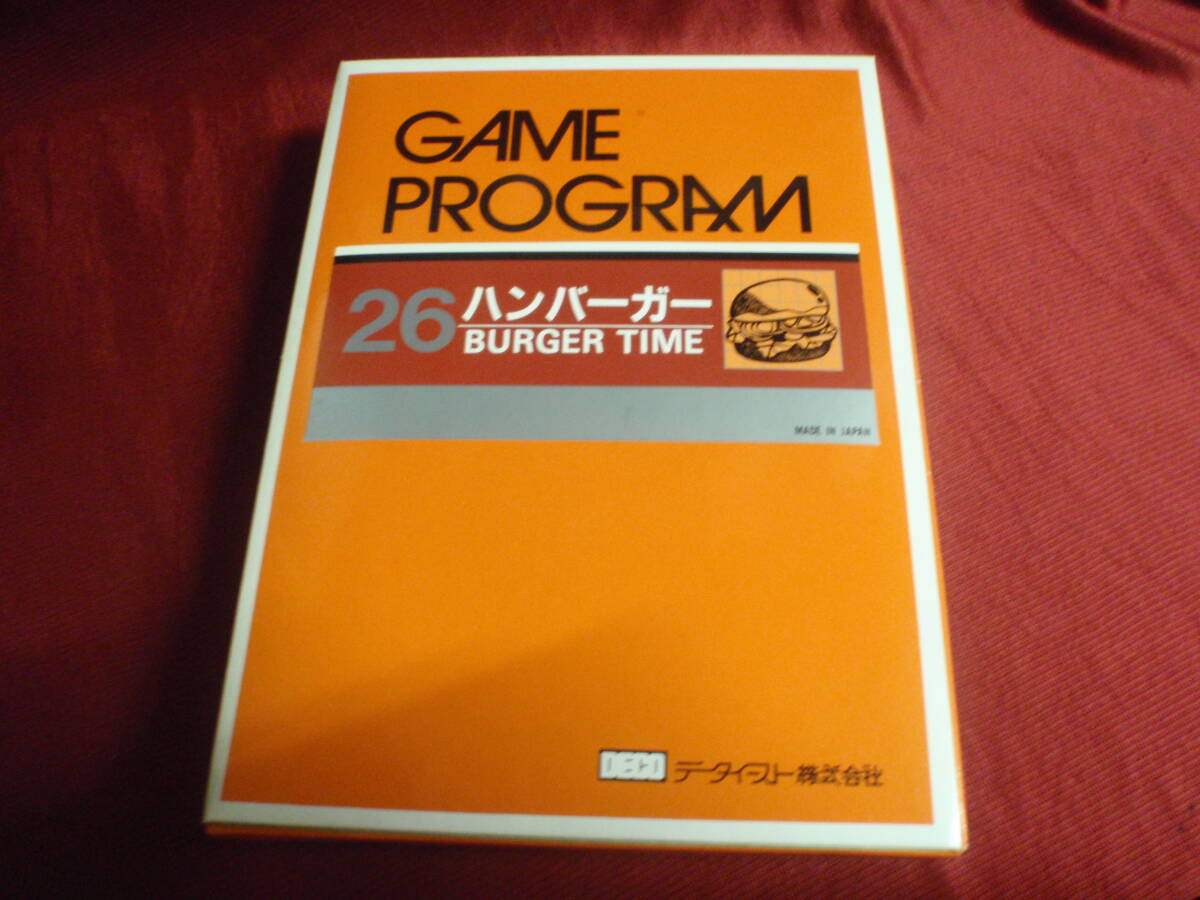 GAME
PROGRAM
26 ハンバーガー
BURGER TIME
MADE IN JAPAN
DECO データイースト株式会社